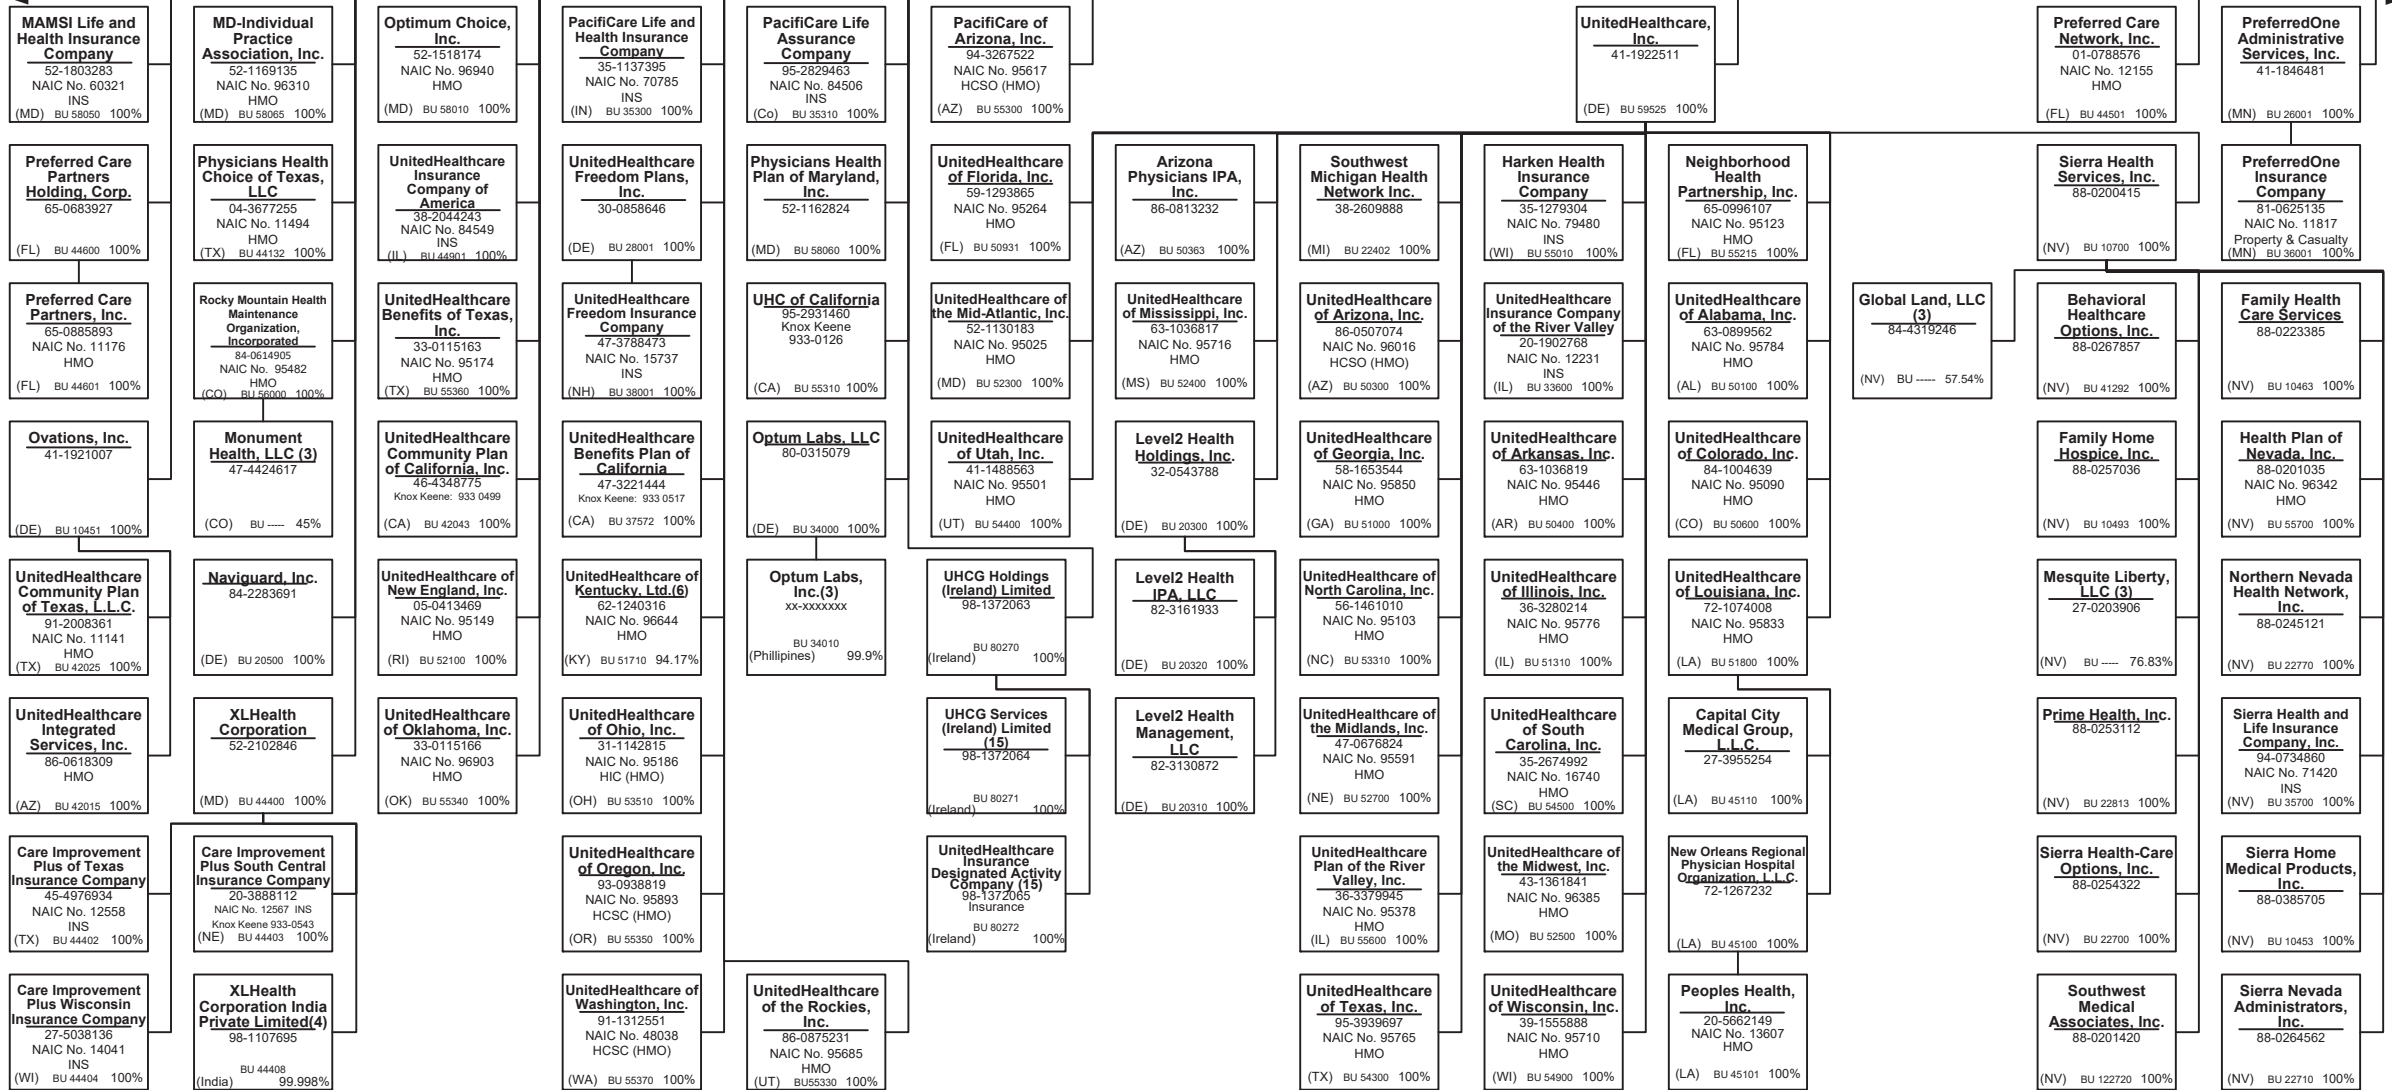 MAMSI Life and
Health Insurance
Company
52-1803283
NAIC No. 60321
INS
(MD) BU 58050 100%
MD-Individual
Practice
Association, Inc.
52-1169135
NAIC No. 96310
HMO
(MD) BU 58065 100%
Optimum Choice,
Inc.
52-1518174
NAIC No. 96940
HMO
(MD) BU 58010 100%
PacifiCare Life and
Health Insurance
Company
35-1137395
NAIC No. 70785
INS
(IN) BU 35300 100%
PacifiCare Life
Assurance
Company
95-2829463
NAIC No. 84506
INS
(Co) BU 35310 100%
PacifiCare of
Arizona, Inc.
94-3267522
NAIC No. 95617
HCSO (HMO)
(AZ) BU 55300 100%
UnitedHealthcare,
Inc.
41-1922511
(DE) BU 59525 100%
Preferred Care
Network, Inc.
01-0788576
NAIC No. 12155
HMO
(FL) BU 44501 100%
PreferredOne
Administrative
Services, Inc.
41-1846481
(MN) BU 26001 100%
Preferred Care
Partners
Holding, Corp.
65-0683927
(FL) BU 44600 100%
Physicians Health
Choice of Texas,
LLC
04-3677255
NAIC No. 11494
HMO
(TX) BU 44132 100%
UnitedHealthcare
Insurance
Company of
America
38-2044243
NAIC No. 84549
INS
(IL) BU 44901 100%
UnitedHealthcare
Freedom Plans,
Inc.
30-0858646
(DE) BU 28001 100%
Physicians Health
Plan of Maryland,
Inc.
52-1162824
(MD) BU 58060 100%
UnitedHealthcare
of Florida, Inc.
59-1293865
NAIC No. 95264
HMO
(FL) BU 50931 100%
Arizona
Physicians IPA,
Inc.
86-0813232
(AZ) BU 50363 100%
Southwest
Michigan Health
Network Inc.
38-2609888
(MI) BU 22402 100%
Harken Health
Insurance
Company
35-1279304
NAIC No. 79480
INS
(WI) BU 55010 100%
Neighborhood
Health
Partnership, Inc.
65-0996107
NAIC No. 95123
HMO
(FL) BU 55215 100%
Sierra Health
Services, Inc.
88-0200415
(NV) BU 10700 100%
PreferredOne
Insurance
Company
81-0625135
NAIC No. 11817
Property & Casualty
(MN) BU 36001 100%
Preferred Care
Partners, Inc.
65-0885893
NAIC No. 11176
HMO
(FL) BU 44601 100%
Rocky Mountain Health
Maintenance
Organization,
Incorporated
84-0614905
NAIC No. 95482
HMO
(CO) BU 56000 100%
UnitedHealthcare
Benefits of Texas,
Inc.
33-0115163
NAIC No. 95174
HMO
(TX) BU 55360 100%
UnitedHealthcare
Freedom Insurance
Company
47-3788473
NAIC No. 15737
INS
(NH) BU 38001 100%
UHC of California
95-2931460
Knox Keene
933-0126
(CA) BU 55310 100%
UnitedHealthcare of
the Mid-Atlantic, Inc.
52-1130183
NAIC No. 95025
HMO
(MD) BU 52300 100%
UnitedHealthcare
of Mississippi, Inc.
63-1036817
NAIC No. 95716
HMO
(MS) BU 52400 100%
UnitedHealthcare
of Arizona, Inc.
86-0507074
NAIC No. 96016
HCSO (HMO)
(AZ) BU 50300 100%
UnitedHealthcare
Insurance Company
of the River Valley
20-1902768
NAIC No. 12231
INS
(IL) BU 33600 100%
UnitedHealthcare
of Alabama, Inc.
63-0899562
NAIC No. 95784
HMO
(AL) BU 50100 100%
Global Land, LLC
(3)
84-4319246
(NV) BU ----- 57.54%
Behavioral
Healthcare
Options, Inc.
88-0267857
(NV) BU 41292 100%
Family Health
Care Services
88-0223385
(NV) BU 10463 100%
Ovations, Inc.
41-1921007
(DE) BU 10451 100%
Monument
Health, LLC (3)
47-4424617
(CO) BU ----- 45%
UnitedHealthcare
Community Plan
of California, Inc.
46-4348775
Knox Keene: 933 0499
(CA) BU 42043 100%
UnitedHealthcare
Benefits Plan of
California
47-3221444
Knox Keene: 933 0517
(CA) BU 37572 100%
Optum Labs, LLC
80-0315079
(DE) BU 34000 100%
UnitedHealthcare
of Utah, Inc.
41-1488563
NAIC No. 95501
HMO
(UT) BU 54400 100%
Level2 Health
Holdings, Inc.
32-0543788
(DE) BU 20300 100%
UnitedHealthcare
of Georgia, Inc.
58-1653544
NAIC No. 95850
HMO
(GA) BU 51000 100%
UnitedHealthcare
of Arkansas, Inc.
63-1036819
NAIC No. 95446
HMO
(AR) BU 50400 100%
UnitedHealthcare
of Colorado, Inc.
84-1004639
NAIC No. 95090
HMO
(CO) BU 50600 100%
Family Home
Hospice, Inc.
88-0257036
(NV) BU 10493 100%
Health Plan of
Nevada, Inc.
88-0201035
NAIC No. 96342
HMO
(NV) BU 55700 100%
UnitedHealthcare
Community Plan
of Texas, L.L.C.
91-2008361
NAIC No. 11141
HMO
(TX) BU 42025 100%
Naviguard, Inc.
84-2283691
(DE) BU 20500 100%
UnitedHealthcare of
New England, Inc.
05-0413469
NAIC No. 95149
HMO
(RI) BU 52100 100%
UnitedHealthcare of
Kentucky, Ltd.(6)
62-1240316
NAIC No. 96644
HMO
(KY) BU 51710 94.17%
Optum Labs,
Inc.(3)
xx-xxxxxxx
BU 34010
(Phillipines) 99.9%
UHCG Holdings
(Ireland) Limited
98-1372063
BU 80270
(Ireland) 100%
Level2 Health
IPA, LLC
82-3161933
(DE) BU 20320 100%
UnitedHealthcare of
North Carolina, Inc.
56-1461010
NAIC No. 95103
HMO
(NC) BU 53310 100%
UnitedHealthcare
of Illinois, Inc.
36-3280214
NAIC No. 95776
HMO
(IL) BU 51310 100%
UnitedHealthcare
of Louisiana, Inc.
72-1074008
NAIC No. 95833
HMO
(LA) BU 51800 100%
Mesquite Liberty,
LLC (3)
27-0203906
(NV) BU ----- 76.83%
Northern Nevada
Health Network,
Inc.
88-0245121
(NV) BU 22770 100%
UnitedHealthcare
Integrated
Services, Inc.
86-0618309
HMO
(AZ) BU 42015 100%
XLHealth
Corporation
52-2102846
(MD) BU 44400 100%
UnitedHealthcare
of Oklahoma, Inc.
33-0115166
NAIC No. 96903
HMO
(OK) BU 55340 100%
UnitedHealthcare
of Ohio, Inc.
31-1142815
NAIC No. 95186
HIC (HMO)
(OH) BU 53510 100%
UHCG Services
(Ireland) Limited
(15)
98-1372064
BU 80271
(Ireland) 100%
Level2 Health
Management,
LLC
82-3130872
(DE) BU 20310 100%
UnitedHealthcare of
the Midlands, Inc.
47-0676824
NAIC No. 95591
HMO
(NE) BU 52700 100%
UnitedHealthcare
of South
Carolina, Inc.
35-2674992
NAIC No. 16740
HMO
(SC) BU 54500 100%
Capital City
Medical Group,
L.L.C.
27-3955254
(LA) BU 45110 100%
Prime Health, Inc.
88-0253112
(NV) BU 22813 100%
Sierra Health and
Life Insurance
Company, Inc.
94-0734860
NAIC No. 71420
INS
(NV) BU 35700 100%
Care Improvement
Plus of Texas
Insurance Company
45-4976934
NAIC No. 12558
INS
(TX) BU 44402 100%
Care Improvement
Plus South Central
Insurance Company
20-3888112
NAIC No. 12567 INS
Knox Keene 933-0543
(NE) BU 44403 100%
UnitedHealthcare
of Oregon, Inc.
93-0938819
NAIC No. 95893
HCSC (HMO)
(OR) BU 55350 100%
UnitedHealthcare
Insurance
Designated Activity
Company (15)
98-1372065
Insurance
BU 80272
(Ireland) 100%
UnitedHealthcare
Plan of the River
Valley, Inc.
36-3379945
NAIC No. 95378
HMO
(IL) BU 55600 100%
UnitedHealthcare of
the Midwest, Inc.
43-1361841
NAIC No. 96385
HMO
(MO) BU 52500 100%
New Orleans Regional
Physician Hospital
Organization, L.L.C.
72-1267232
(LA) BU 45100 100%
Sierra Health-Care
Options, Inc.
88-0254322
(NV) BU 22700 100%
Sierra Home
Medical Products,
Inc.
88-0385705
(NV) BU 10453 100%
Care Improvement
Plus Wisconsin
Insurance Company
27-5038136
NAIC No. 14041
INS
(WI) BU 44404 100%
XLHealth
Corporation India
Private Limited(4)
98-1107695
BU 44408
(India) 99.998%
UnitedHealthcare of
Washington, Inc.
91-1312551
NAIC No. 48038
HCSC (HMO)
(WA) BU 55370 100%
UnitedHealthcare
of the Rockies,
Inc.
86-0875231
NAIC No. 95685
HMO
(UT) BU55330 100%
UnitedHealthcare
of Texas, Inc.
95-3939697
NAIC No. 95765
HMO
(TX) BU 54300 100%
UnitedHealthcare
of Wisconsin, Inc.
39-1555888
NAIC No. 95710
HMO
(WI) BU 54900 100%
Peoples Health,
Inc.
20-5662149
NAIC No. 13607
HMO
(LA) BU 45101 100%
Southwest
Medical
Associates, Inc.
88-0201420
(NV) BU 122720 100%
Sierra Nevada
Administrators,
Inc.
88-0264562
(NV) BU 22710 100%